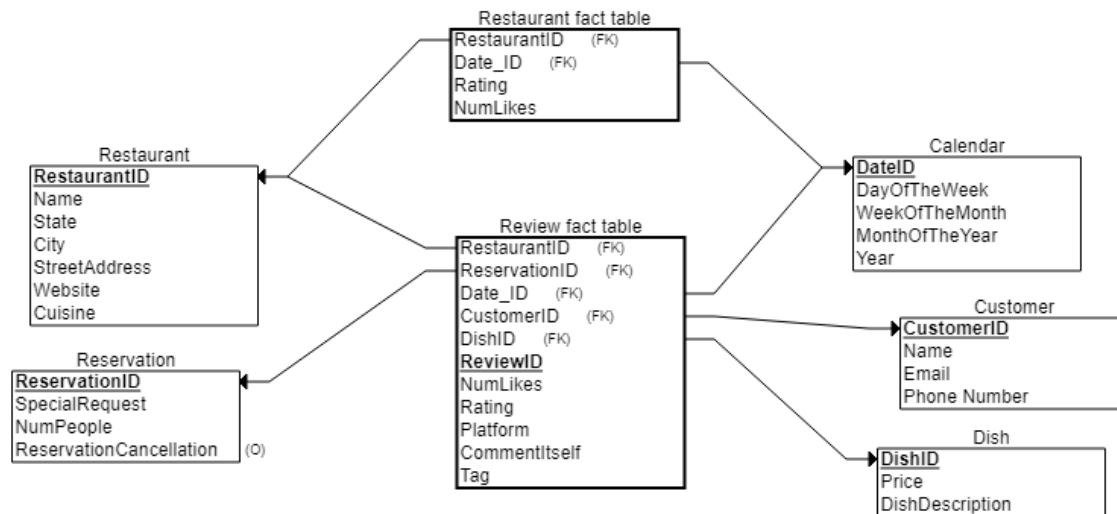 Restaurant fact table
RestaurantID (FK)
Date_ID (FK)
Rating
NumLikes
Restaurant
RestaurantID
Name
State
City
StreetAddress
Website
Cuisine
Calendar
DateID
DayOfTheWeek
WeekOfTheMonth
MonthOfTheYear
Year
Review fact table
RestaurantID (FK)
ReservationID (FK)
Date_ID (FK)
CustomerID (FK)
DishID (FK)
ReviewID
NumLikes
Rating
Platform
CommentItself
Tag
Customer
CustomerID
Name
Email
Phone Number
Reservation
ReservationID
SpecialRequest
NumPeople
ReservationCancellation (O)
Dish
DishID
Price
DishDescription